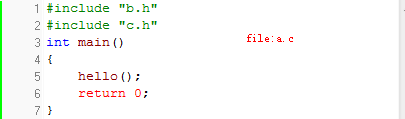 1 #include "b.h"
2 #include "c.h"
3 int main() file:a.c
4 {
5 hello();
6 return 0;
7 }